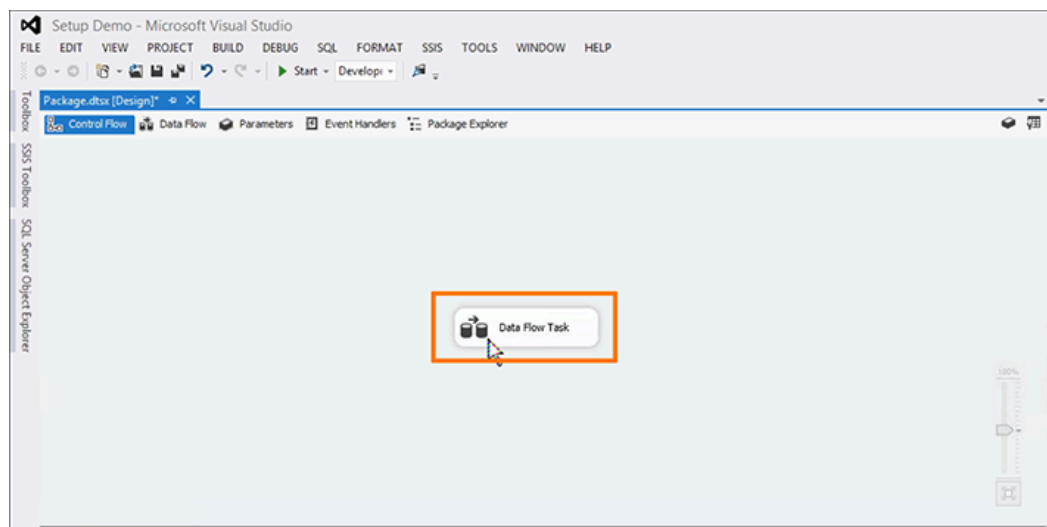 Setup Demo - Microsoft Visual Studio
FILE EDIT VIEW PROJECT BUILD DEBUG SQL FORMAT SSIS TOOLS WINDOW HELP
Start Develop
Package.dtsx [Design]*
Control Flow Data Flow Parameters Event Handlers Package Explorer
Toolbox
SSIS Toolbox
SQL Server Object Explorer
Data Flow Task
100%